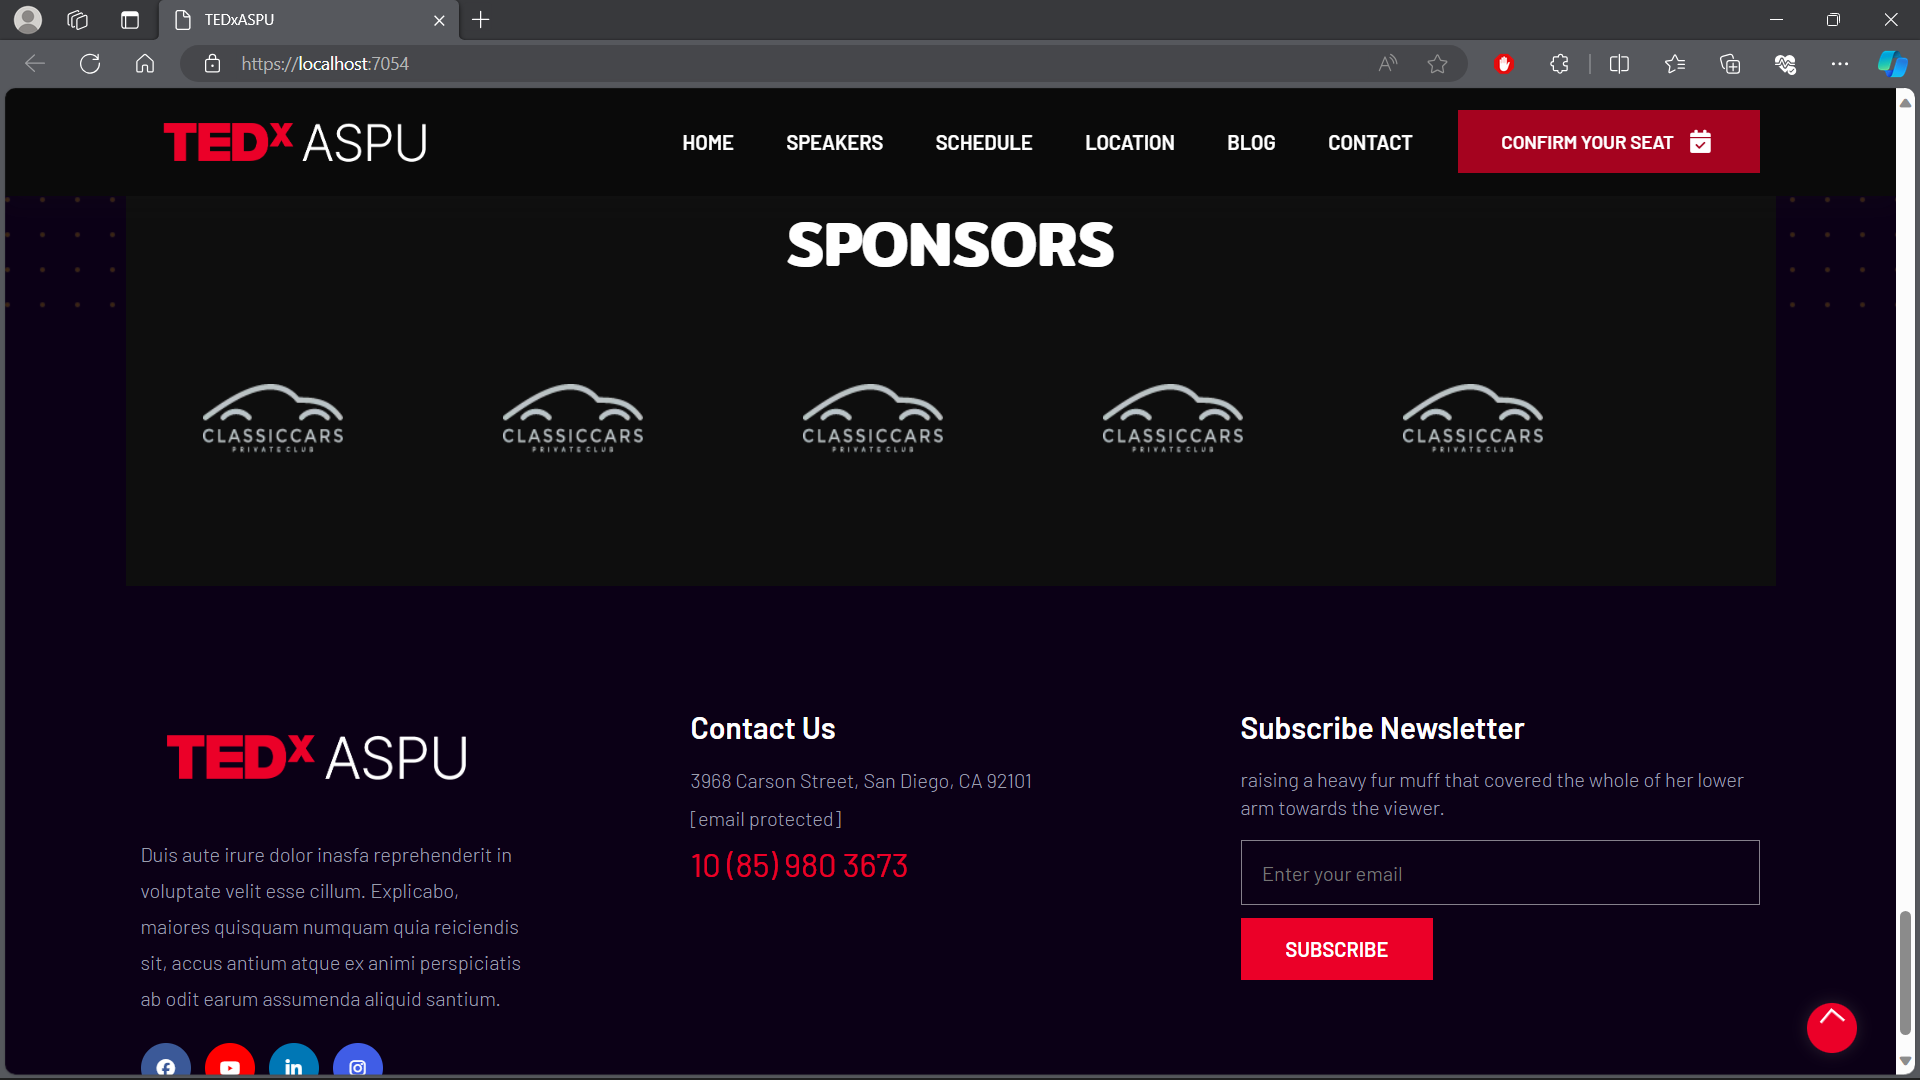 TEDxASPU
https://localhost:7054
TEDx ASPU
HOME
SPEAKERS
SCHEDULE
LOCATION
BLOG
CONTACT
CONFIRM YOUR SEAT
SPONSORS
CLASSICCARS
PRIVATE CLUB
CLASSICCARS
PRIVATE CLUB
CLASSICCARS
PRIVATE CLUB
CLASSICCARS
PRIVATE CLUB
CLASSICCARS
PRIVATE CLUB
TEDx ASPU
Duis aute irure dolor inasfa reprehenderit in
voluptate velit esse cillum. Explicabo,
maiores quisquam numquam quia reiciendis
sit, accus antium atque ex animi perspiciatis
ab odit earum assumenda aliquid santium.
Contact Us
3968 Carson Street, San Diego, CA 92101
[email protected]
10 (85) 980 3673
Subscribe Newsletter
raising a heavy fur muff that covered the whole of her lower
arm towards the viewer.
Enter your email
SUBSCRIBE